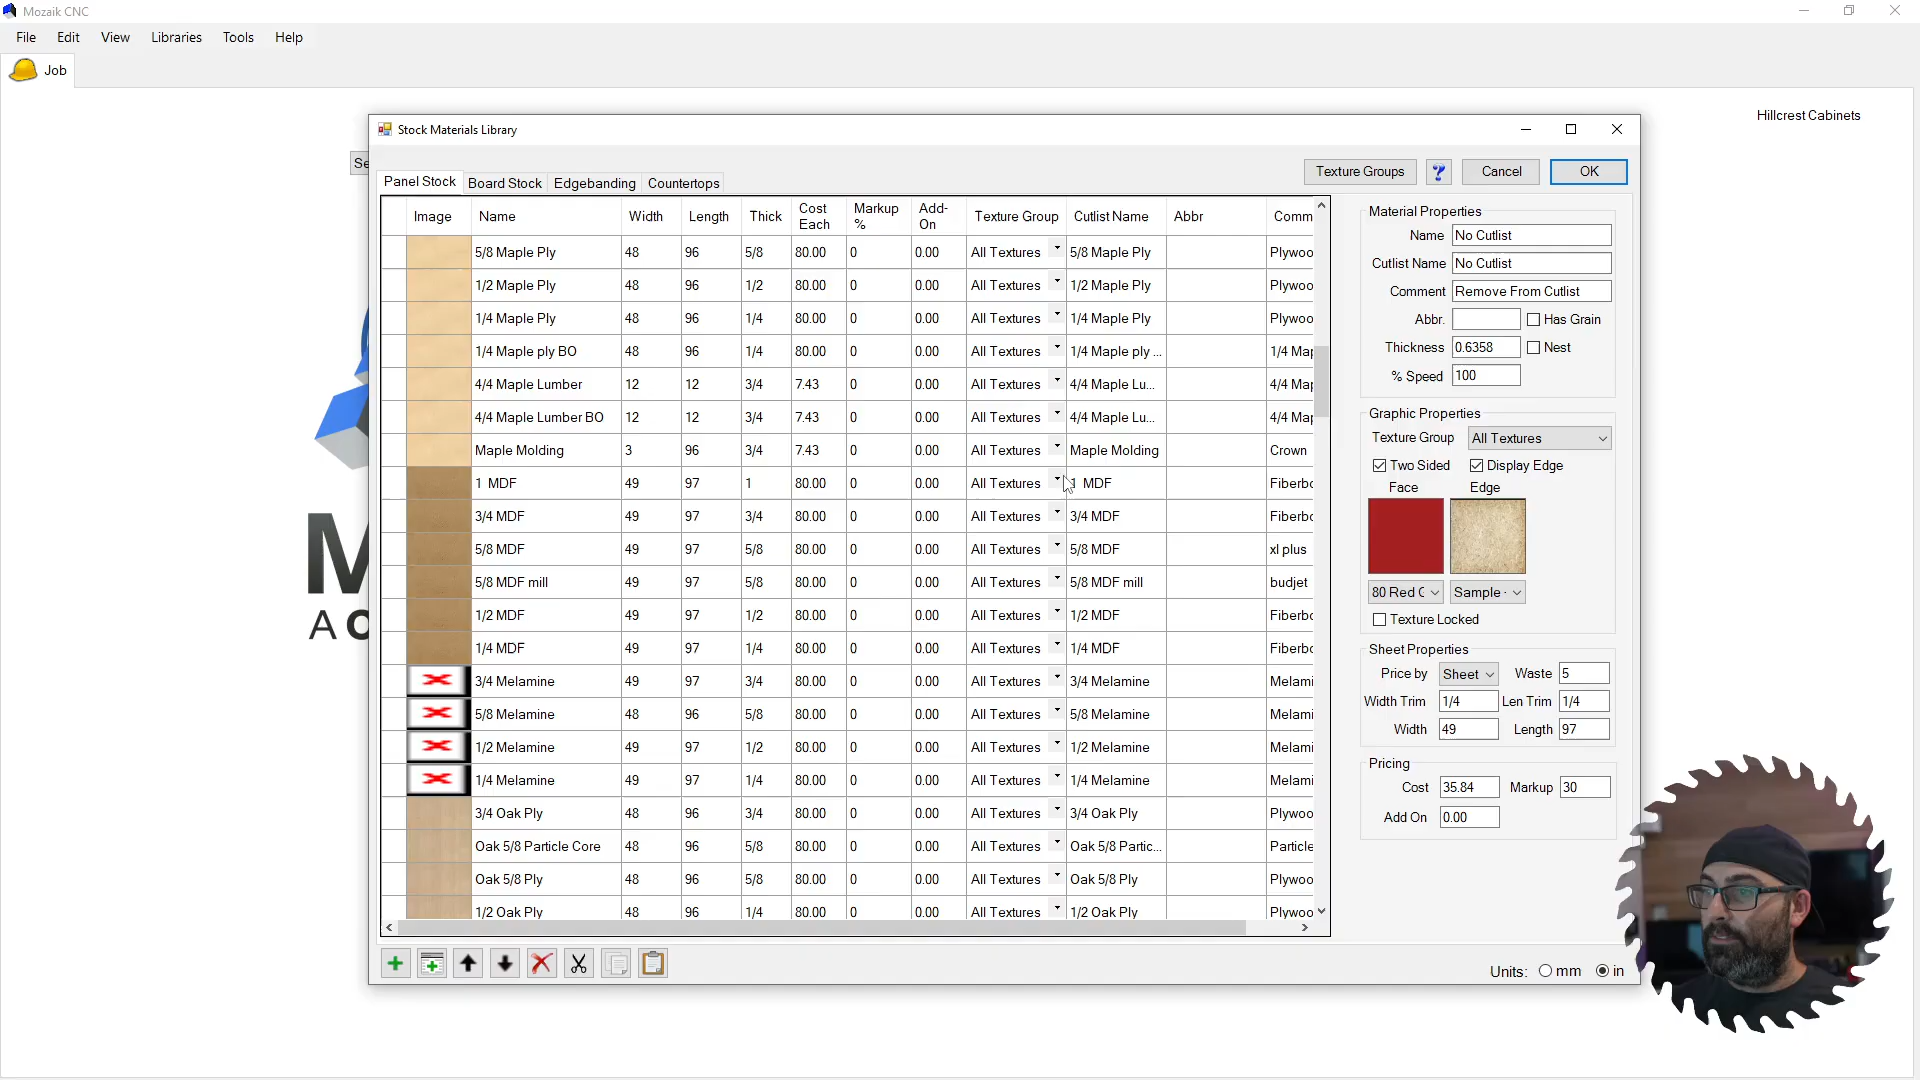 Mozaik CNC
File Edit View Libraries Tools Help
Job
Hillcrest Cabinets
Stock Materials Library
Se
Texture Groups ? Cancel OK
Panel Stock Board Stock Edgebanding Countertops
Image Name Width Length Thick Cost Each Markup % Add-On Texture Group Cutlist Name Abbr Comm
5/8 Maple Ply 48 96 5/8 80.00 0 0.00 All Textures 5/8 Maple Ply Plywoo
1/2 Maple Ply 48 96 1/2 80.00 0 0.00 All Textures 1/2 Maple Ply Plywoo
1/4 Maple Ply 48 96 1/4 80.00 0 0.00 All Textures 1/4 Maple Ply Plywoo
1/4 Maple ply BO 48 96 1/4 80.00 0 0.00 All Textures 1/4 Maple ply ... 1/4 Map
4/4 Maple Lumber 12 12 3/4 7.43 0 0.00 All Textures 4/4 Maple Lu... 4/4 Map
4/4 Maple Lumber BO 12 12 3/4 7.43 0 0.00 All Textures 4/4 Maple Lu... 4/4 Map
Maple Molding 3 96 3/4 7.43 0 0.00 All Textures Maple Molding Crown
1 MDF 49 97 1 80.00 0 0.00 All Textures 1 MDF Fiberbo
3/4 MDF 49 97 3/4 80.00 0 0.00 All Textures 3/4 MDF Fiberbo
5/8 MDF 49 97 5/8 80.00 0 0.00 All Textures 5/8 MDF xl plus
5/8 MDF mill 49 97 5/8 80.00 0 0.00 All Textures 5/8 MDF mill budjet
1/2 MDF 49 97 1/2 80.00 0 0.00 All Textures 1/2 MDF Fiberbo
1/4 MDF 49 97 1/4 80.00 0 0.00 All Textures 1/4 MDF Fiberbo
3/4 Melamine 49 97 3/4 80.00 0 0.00 All Textures 3/4 Melamine Melami
5/8 Melamine 48 96 5/8 80.00 0 0.00 All Textures 5/8 Melamine Melami
1/2 Melamine 49 97 1/2 80.00 0 0.00 All Textures 1/2 Melamine Melami
1/4 Melamine 49 97 1/4 80.00 0 0.00 All Textures 1/4 Melamine Melami
3/4 Oak Ply 48 96 3/4 80.00 0 0.00 All Textures 3/4 Oak Ply Plywoo
Oak 5/8 Particle Core 48 96 5/8 80.00 0 0.00 All Textures Oak 5/8 Partic... Particle
Oak 5/8 Ply 48 96 5/8 80.00 0 0.00 All Textures Oak 5/8 Ply Plywoo
1/2 Oak Ply 48 96 1/4 80.00 0 0.00 All Textures 1/2 Oak Ply Plywoo
Material Properties
Name No Cutlist
Cutlist Name No Cutlist
Comment Remove From Cutlist
Abbr. Has Grain
Thickness 0.6358 Nest
% Speed 100
Graphic Properties
Texture Group All Textures
Two Sided Display Edge
Face Edge
80 Red C Sample -
Texture Locked
Sheet Properties
Price by Sheet Waste 5
Width Trim 1/4 Len Trim 1/4
Width 49 Length 97
Pricing
Cost 35.84 Markup 30
Add On 0.00
Units: mm in
M
A C